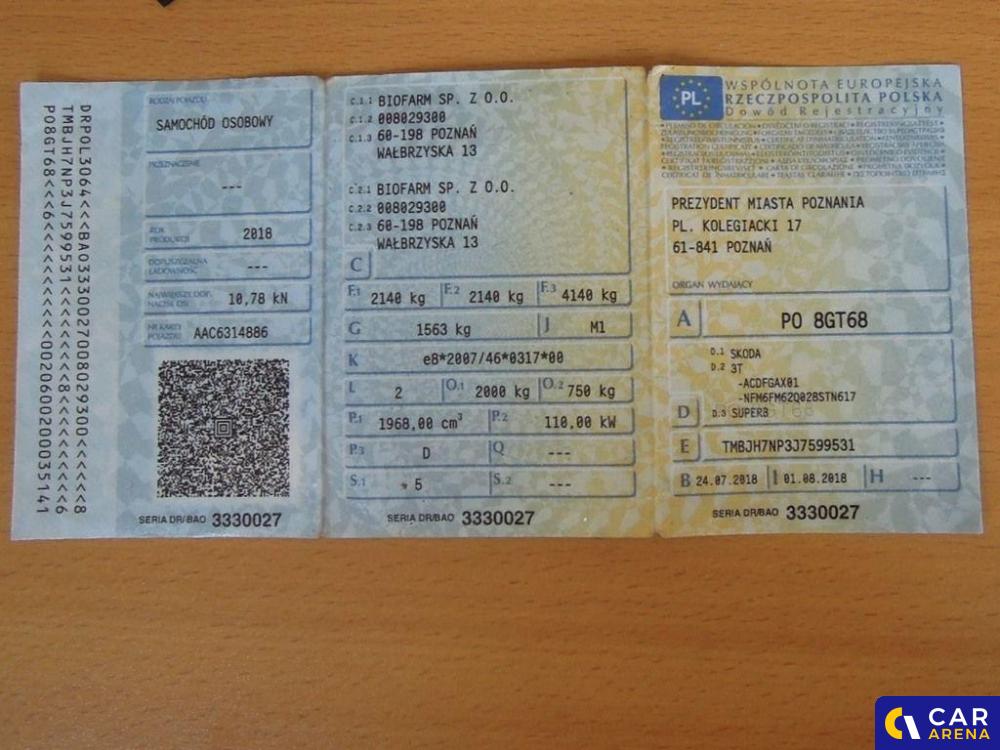 DRPOL3064<<<BAO33300270080293​00<<<<<<<8
TMBJH7NP3J7599531<<<<<<<<8<<<<<<
PO8GT68<<6<<<<<<<<<<0020600200035141
RODZAJ POJAZDU
SAMOCHÓD OSOBOWY
PRZEZNACZENIE
---
ROK PRODUKCJI 2018
DOPUSZCZALNA ŁADOWNOŚĆ ---
NAJWIĘKSZY DOP. NACISK OSI 10,78 kN
NR KARTY POJAZDU AAC6314886
SERIA DR/BAO 3330027
C.1.1 BIOFARM SP. Z O.O.
C.1.2 008029300
C.1.3 60-198 POZNAŃ
WAŁBRZYSKA 13
C.2.1 BIOFARM SP. Z O.O.
C.2.2 008029300
C.2.3 60-198 POZNAŃ
WAŁBRZYSKA 13
C
F.1 2140 kg F.2 2140 kg F.3 4140 kg
G 1563 kg J M1
K e8*2007/46*0317*00
L 2 O.1 2000 kg O.2 750 kg
P.1 1968,00 cm³ P.2 110,00 kW
P.3 D Q ---
S.1 5 S.2 ---
SERIA DR/BAO 3330027
PL
WSPÓLNOTA EUROPEJSKA
RZECZPOSPOLITA POLSKA
Dowód Rejestracyjny
PREZYDENT MIASTA POZNANIA
PL. KOLEGIACKI 17
61-841 POZNAŃ
ORGAN WYDAJĄCY
A PO 8GT68
D.1 SKODA
D.2 3T
-ACDFGAX01
-NFM6FM62Q028STN617
D D.3 SUPERB
E TMBJH7NP3J7599531
B 24.07.2018 I 01.08.2018 H ---
SERIA DR/BAO 3330027
CAR
ARENA